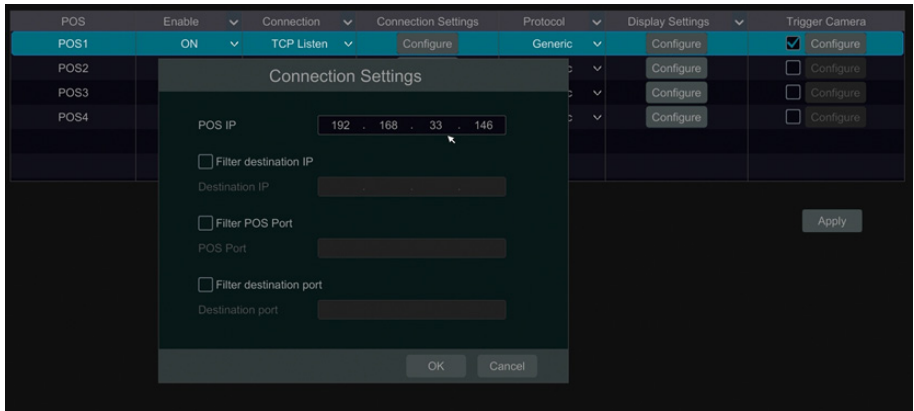 POS Enable Connection Connection Settings Protocol Display Settings Trigger Camera
POS1 ON TCP Listen Configure Generic Configure Configure
POS2 c Configure Configure
POS3 c Configure Configure
POS4 c Configure Configure
Connection Settings
POS IP 192 . 168 . 33 . 146
Filter destination IP
Destination IP . . .
Filter POS Port
POS Port
Filter destination port
Destination port
OK Cancel
Apply